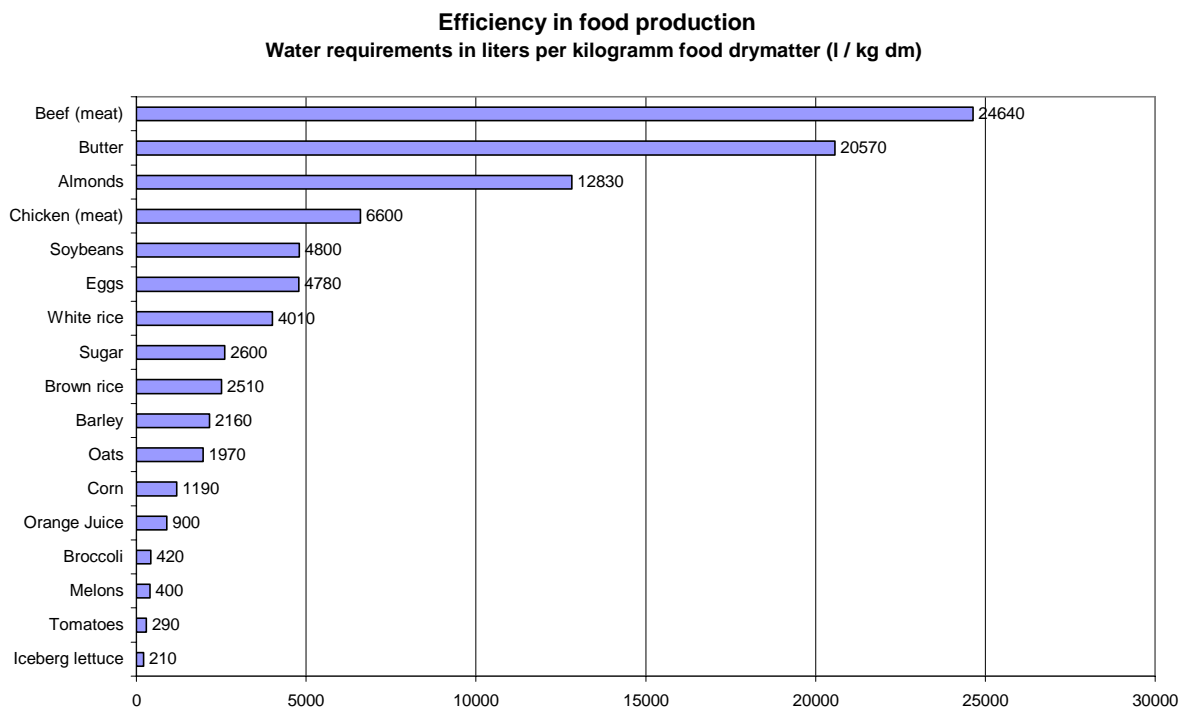 Efficiency in food production
Water requirements in liters per kilogramm food drymatter (l / kg dm)
Beef (meat) 24640
Butter 20570
Almonds 12830
Chicken (meat) 6600
Soybeans 4800
Eggs 4780
White rice 4010
Sugar 2600
Brown rice 2510
Barley 2160
Oats 1970
Corn 1190
Orange Juice 900
Broccoli 420
Melons 400
Tomatoes 290
Iceberg lettuce 210
0 5000 10000 15000 20000 25000 30000